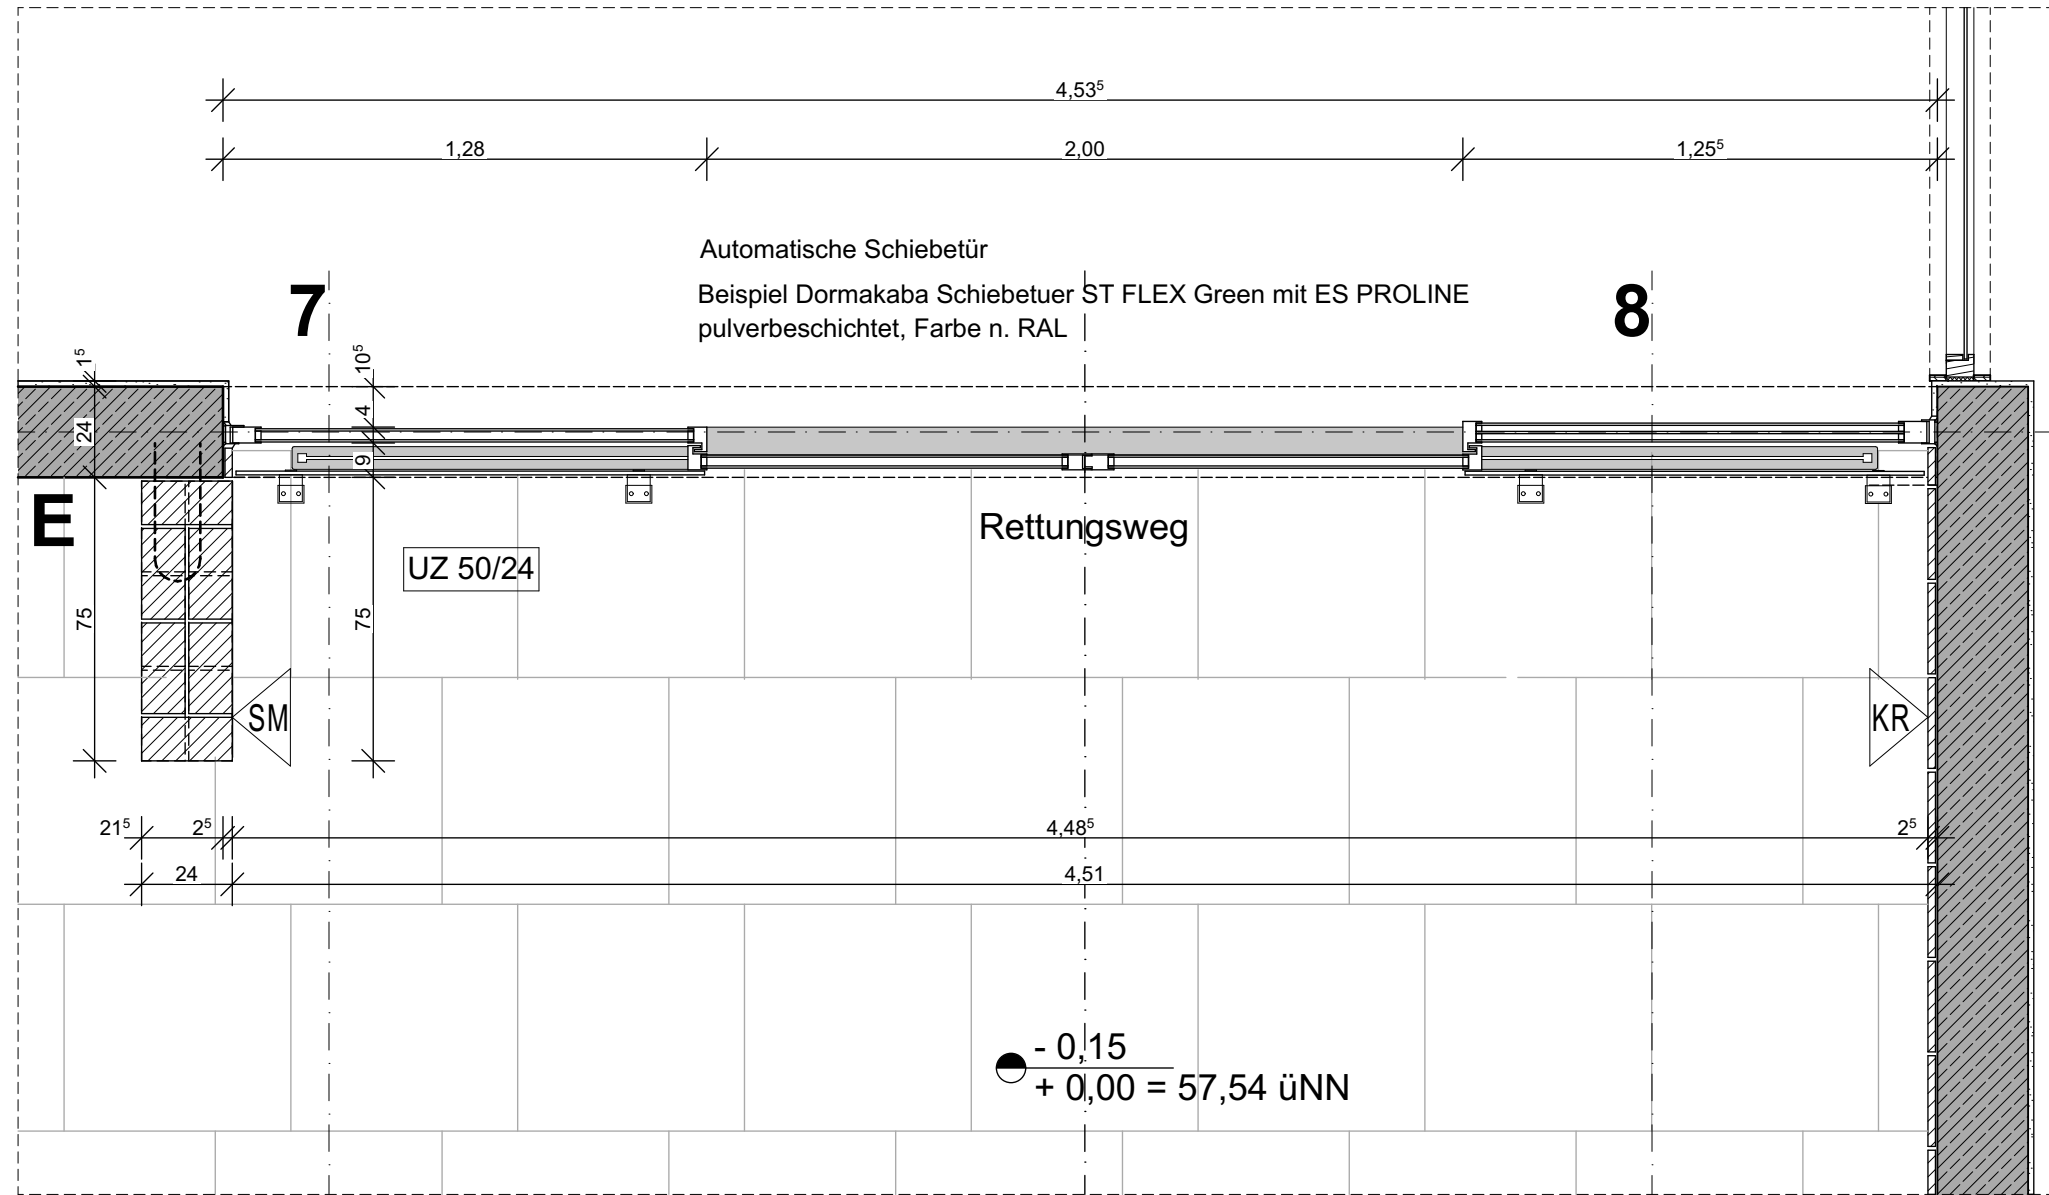 4,53⁵
1,28
2,00
1,25⁵
Automatische Schiebetür
Beispiel Dormakaba Schiebetuer ST FLEX Green mit ES PROLINE
pulverbeschichtet, Farbe n. RAL
7
8
1⁵
10⁵
4
24
9
E
Rettungsweg
UZ 50/24
75
75
SM
KR
21⁵
2⁵
4,48⁵
2⁵
24
4,51
- 0,15
+ 0,00 = 57,54 üNN